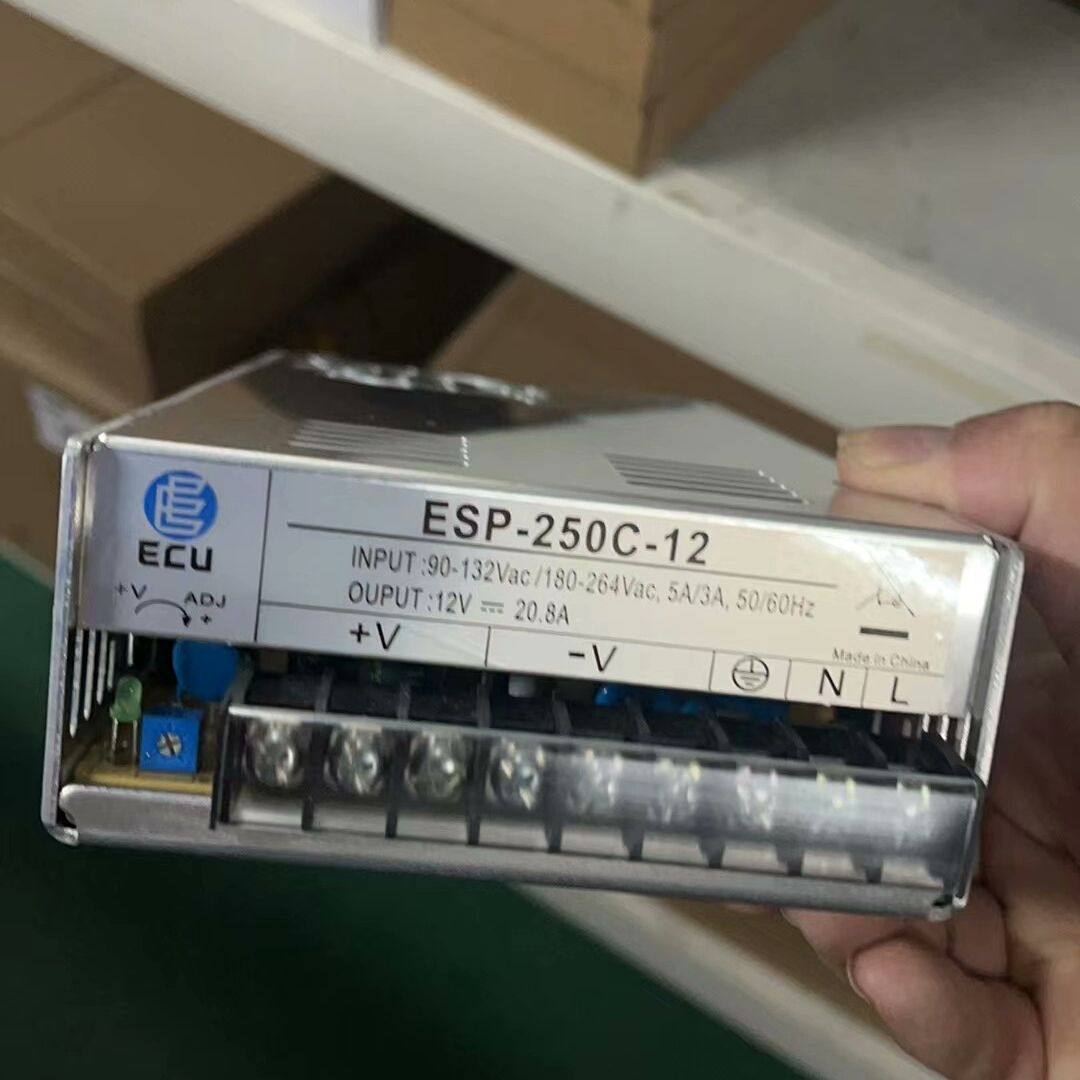 ECU
+V ADJ
+
ESP-250C-12
INPUT :90-132Vac /180-264Vac, 5A/3A, 50/60Hz
OUPUT :12V 20.8A
Made in China
+V -V N L